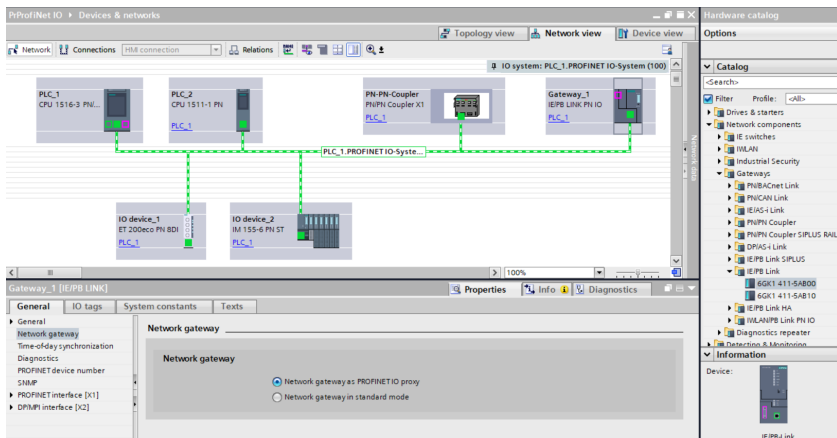 PrProfiNet IO ▸ Devices & networks
Hardware catalog
Topology view
Network view
Device view
Options
Network
Connections
HMI connection
Relations
IO system: PLC_1.PROFINET IO-System (100)
Catalog
<Search>
Filter
Profile:
<All>
PLC_1
CPU 1516-3 PN/...
PLC_2
CPU 1511-1 PN
PLC_1
PN-PN-Coupler
PN/PN Coupler X1
PLC_1
Gateway_1
IE/PB LINK PN IO
PLC_1
PLC_1.PROFINET IO-Syste...
IO device_1
ET 200eco PN 8DI
PLC_1
IO device_2
IM 155-6 PN ST
PLC_1
Network data
100%
Drives & starters
Network components
IE switches
IWLAN
Industrial Security
Gateways
PN/BACnet Link
PN/CAN Link
IE/AS-i Link
PN/PN Coupler
PN/PN Coupler SIPLUS RAIL
DP/AS-i Link
IE/PB Link SIPLUS
IE/PB Link
6GK1 411-5AB00
6GK1 411-5AB10
IE/PB Link HA
IWLAN/PB Link PN IO
Diagnostics repeater
Detecting & Monitoring
Information
Device:
IE/PB-Link
Gateway_1 [IE/PB LINK]
Properties
Info
Diagnostics
General
IO tags
System constants
Texts
General
Network gateway
Time-of-day synchronization
Diagnostics
PROFINET device number
SNMP
PROFINET interface [X1]
DP/MPI interface [X2]
Network gateway
Network gateway
Network gateway as PROFINET IO proxy
Network gateway in standard mode